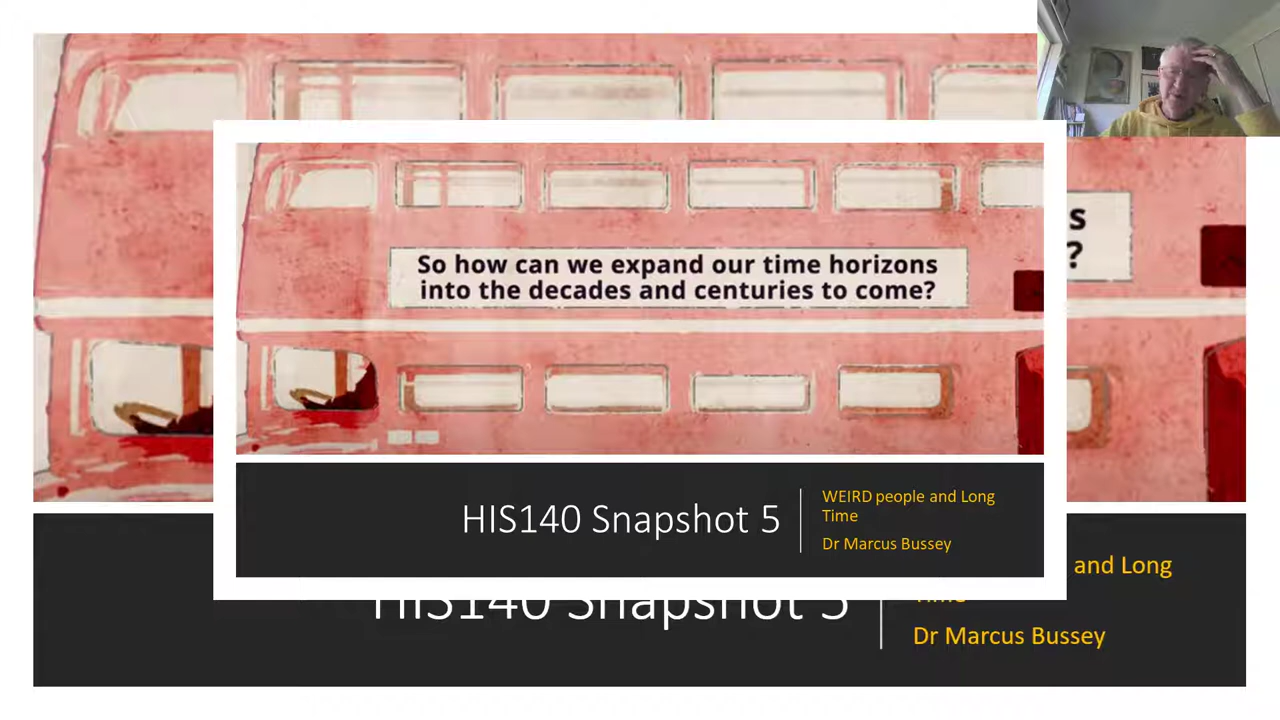 So how can we expand our time horizons
into the decades and centuries to come?
HIS140 Snapshot 5
WEIRD people and Long
Time
Dr Marcus Bussey
s
?
HIS140 Snapshot 5
and Long
Time
Dr Marcus Bussey